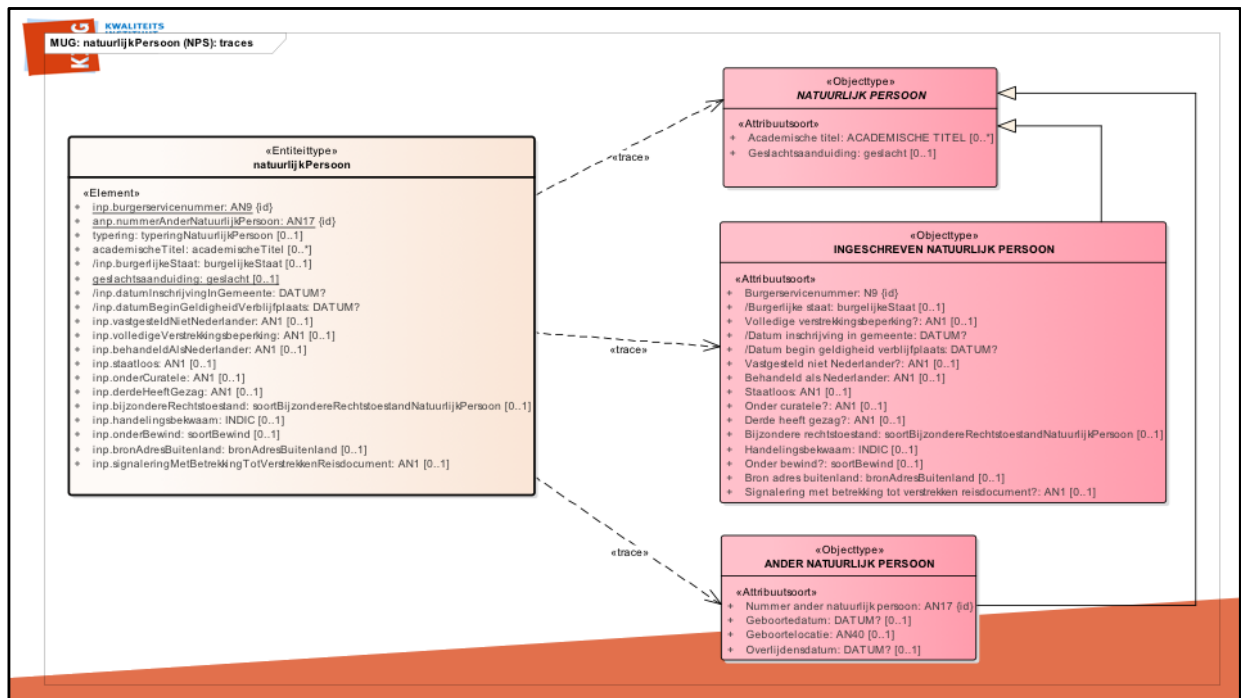 KWALITEITS
MUG: natuurlijkPersoon (NPS): traces
«Entiteittype»
natuurlijkPersoon
«Element»
+ inp.burgerservicenummer: AN9 {id}
+ anp.nummerAnderNatuurlijkPersoon: AN17 {id}
+ typering: typeringNatuurlijkPersoon [0..1]
+ academischeTitel: academischeTitel [0..*]
+ /inp.burgerlijkeStaat: burgelijkeStaat [0..1]
+ geslachtsaanduiding: geslacht [0..1]
+ /inp.datumInschrijvingInGemeente: DATUM?
+ /inp.datumBeginGeldigheidVerblijfplaats: DATUM?
+ inp.vastgesteldNietNederlander: AN1 [0..1]
+ inp.volledigeVerstrekkingsbeperking: AN1 [0..1]
+ inp.behandeldAlsNederlander: AN1 [0..1]
+ inp.staatloos: AN1 [0..1]
+ inp.onderCuratele: AN1 [0..1]
+ inp.derdeHeeftGezag: AN1 [0..1]
+ inp.bijzondereRechtstoestand: soortBijzondereRechtstoestandNatuurlijkPersoon [0..1]
+ inp.handelingsbekwaam: INDIC [0..1]
+ inp.onderBewind: soortBewind [0..1]
+ inp.bronAdresBuitenland: bronAdresBuitenland [0..1]
+ inp.signaleringMetBetrekkingTotVerstrekkenReisdocument: AN1 [0..1]
«trace»
«trace»
«trace»
«Objecttype»
NATUURLIJK PERSOON
«Attribuutsoort»
+ Academische titel: ACADEMISCHE TITEL [0..*]
+ Geslachtsaanduiding: geslacht [0..1]
«Objecttype»
INGESCHREVEN NATUURLIJK PERSOON
«Attribuutsoort»
+ Burgerservicenummer: N9 {id}
+ /Burgerlijke staat: burgelijkeStaat [0..1]
+ Volledige verstrekkingsbeperking?: AN1 [0..1]
+ /Datum inschrijving in gemeente: DATUM?
+ /Datum begin geldigheid verblijfplaats: DATUM?
+ Vastgesteld niet Nederlander?: AN1 [0..1]
+ Behandeld als Nederlander: AN1 [0..1]
+ Staatloos: AN1 [0..1]
+ Onder curatele?: AN1 [0..1]
+ Derde heeft gezag?: AN1 [0..1]
+ Bijzondere rechtstoestand: soortBijzondereRechtstoestandNatuurlijkPersoon [0..1]
+ Handelingsbekwaam: INDIC [0..1]
+ Onder bewind?: soortBewind [0..1]
+ Bron adres buitenland: bronAdresBuitenland [0..1]
+ Signalering met betrekking tot verstrekken reisdocument?: AN1 [0..1]
«Objecttype»
ANDER NATUURLIJK PERSOON
«Attribuutsoort»
+ Nummer ander natuurlijk persoon: AN17 {id}
+ Geboortedatum: DATUM? [0..1]
+ Geboortelocatie: AN40 [0..1]
+ Overlijdensdatum: DATUM? [0..1]